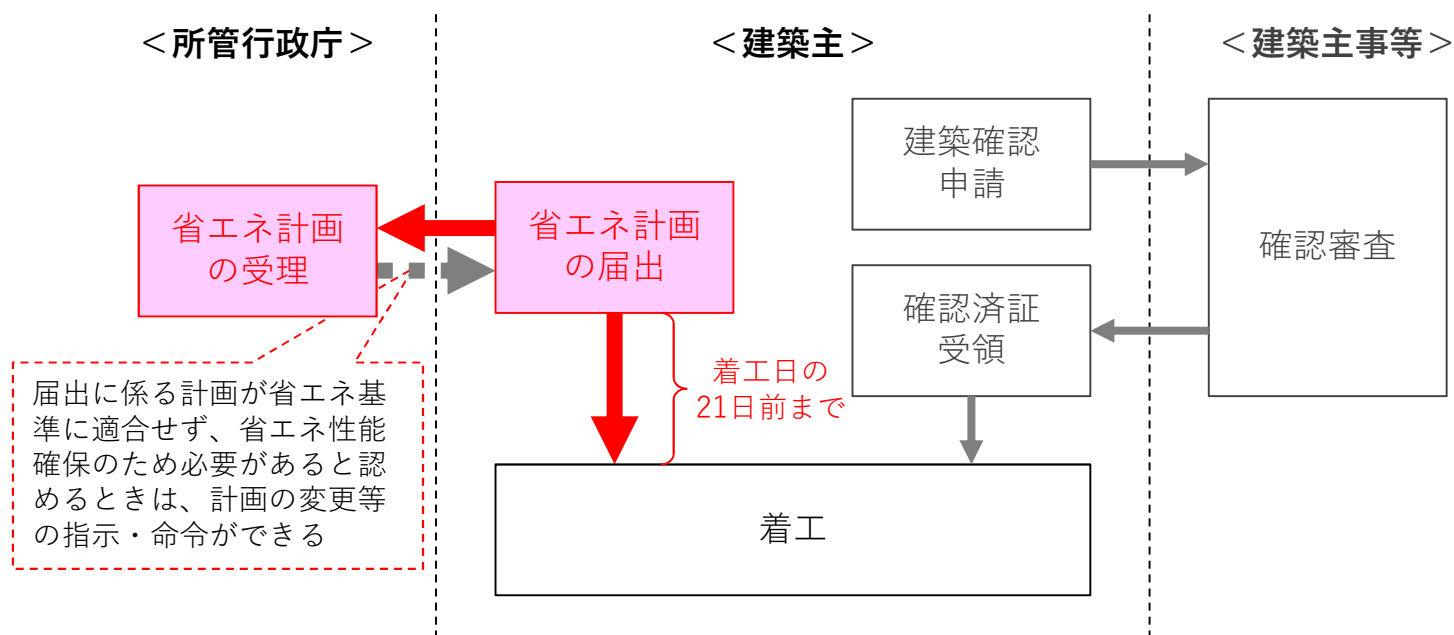 ＜所管行政庁＞
＜建築主＞
＜建築主事等＞
建築確認
申請
確認審査
省エネ計画
の受理
省エネ計画
の届出
確認済証
受領
着工日の
21日前まで
届出に係る計画が省エネ基
準に適合せず、省エネ性能
確保のため必要があると認
めるときは、計画の変更等
の指示・命令ができる
着工